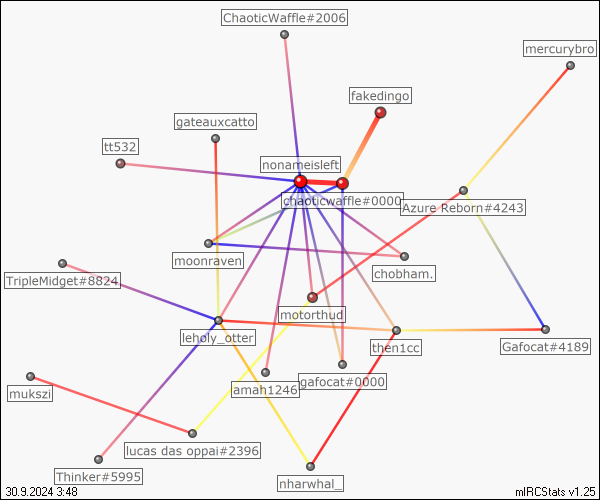 ChaoticWaffle#2006
mercurybro
fakedingo
gateauxcatto
tt532
nonameisleft
chaoticwaffle#0000
Azure Reborn#4243
moonraven
chobham.
TripleMidget#8824
motorthud
leholy_otter
then1cc
Gafocat#4189
gafocat#0000
amah1246
mukszi
lucas das oppai#2396
Thinker#5995
nharwhal_
30.9.2024 3:48
mIRCStats v1.25